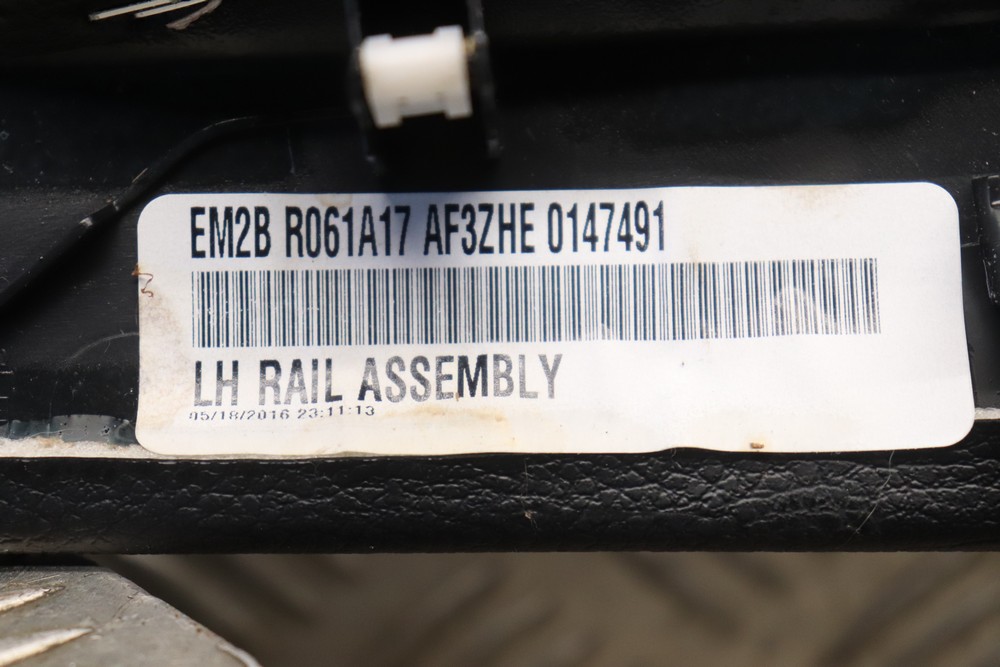 EM2B R061A17 AF3ZHE 0147491
LH RAIL ASSEMBLY
05/18/2016 23:11:13